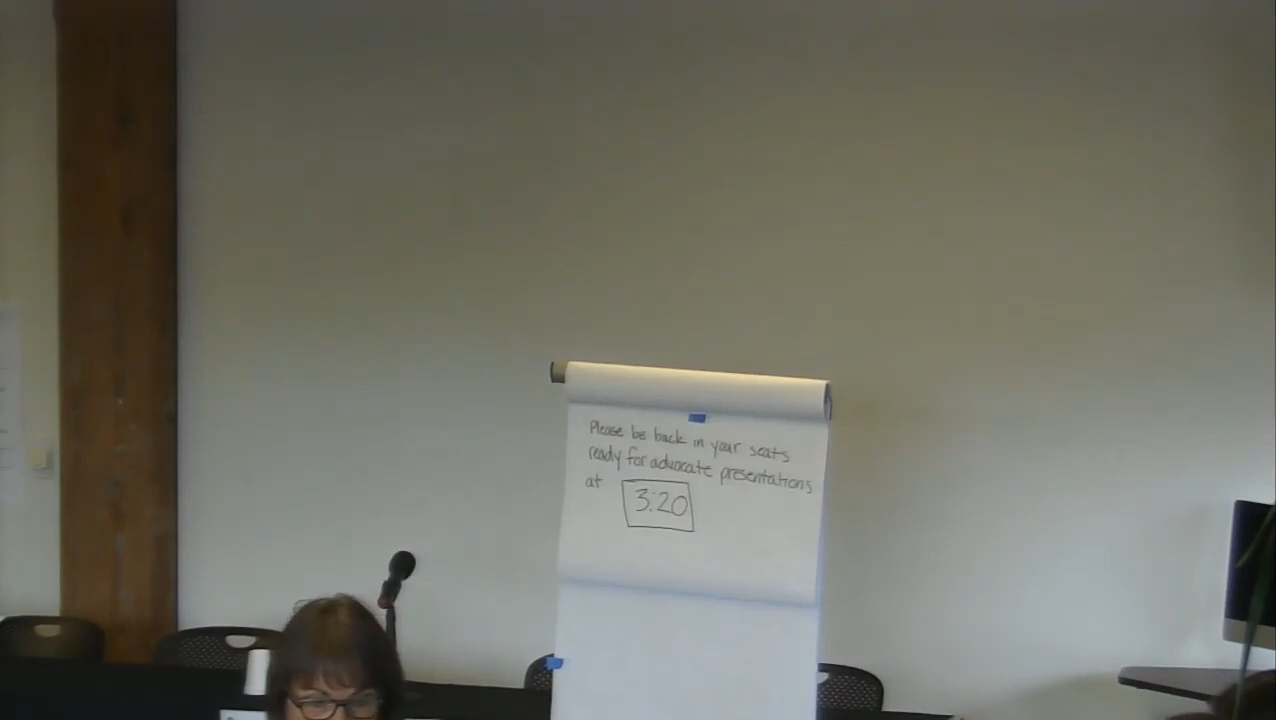 Please be back in your seats
ready for advocate presentations
at 3:20